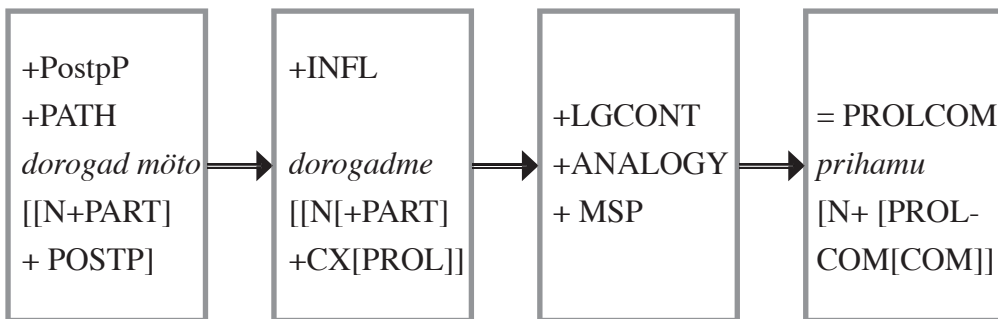 +PostpP
+PATH
dorogad möto
[[N+PART]
+ POSTP]
+INFL
dorogadme
[[N[+PART]
+CX[PROL]]
+LGCONT
+ANALOGY
+ MSP
= PROLCOM
prihamu
[N+ [PROL-
COM[COM]]